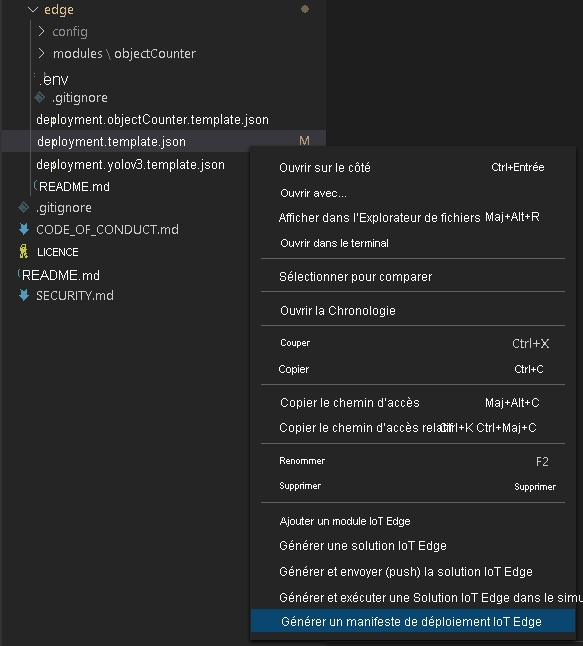 edge
config
modules \ objectCounter
.env
.gitignore
deployment.objectCounter.template.json
deployment.template.json M
deployment.yolov3.template.json
README.md
.gitignore
CODE_OF_CONDUCT.md
LICENCE
README.md
SECURITY.md
Ouvrir sur le côté Ctrl+Entrée
Ouvrir avec...
Afficher dans l'Explorateur de fichiers Maj+Alt+R
Ouvrir dans le terminal
Sélectionner pour comparer
Ouvrir la Chronologie
Couper Ctrl+X
Copier Ctrl+C
Copier le chemin d'accès Maj+Alt+C
Copier le chemin d'accès relatif Ctrl+K Ctrl+Maj+C
Renommer F2
Supprimer Supprimer
Ajouter un module IoT Edge
Générer une solution IoT Edge
Générer et envoyer (push) la solution IoT Edge
Générer et exécuter une Solution IoT Edge dans le simu
Générer un manifeste de déploiement IoT Edge